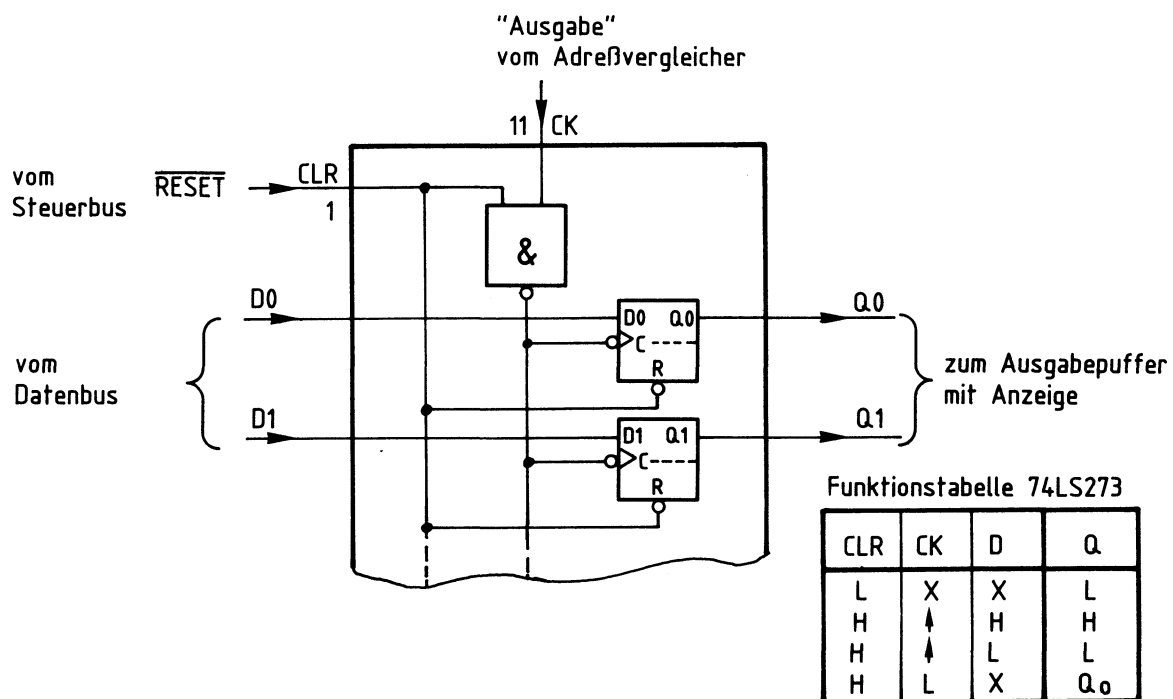 "Ausgabe"
vom Adreßvergleicher
11 CK
vom
Steuerbus
RESET
CLR
1
&
D0
D0 Q0
C
R
Q0
vom
Datenbus
zum Ausgabepuffer
mit Anzeige
D1
D1 Q1
C
R
Q1
Funktionstabelle 74LS273
CLR CK D Q
L X X L
H ↑ H H
H ↑ L L
H L X Q0